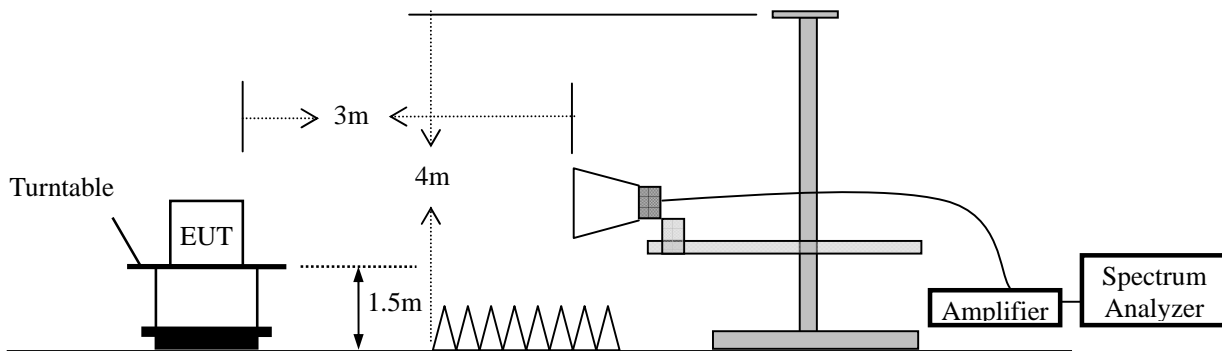 3m
4m
Turntable
EUT
1.5m
Amplifier
Spectrum
Analyzer